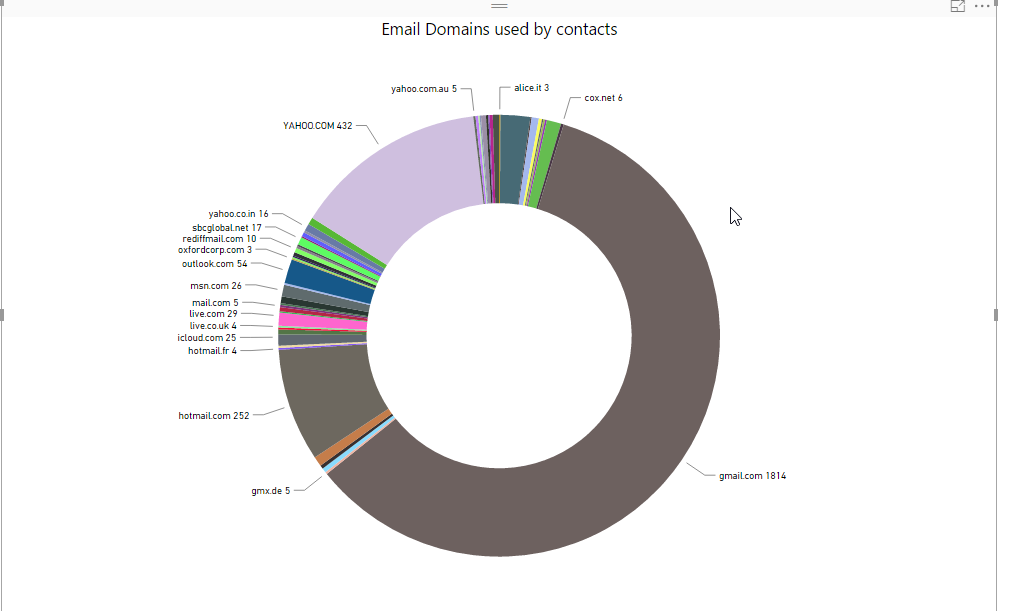 Email Domains used by contacts
yahoo.com.au 5
alice.it 3
cox.net 6
YAHOO.COM 432
yahoo.co.in 16
sbcglobal.net 17
rediffmail.com 10
oxfordcorp.com 3
outlook.com 54
msn.com 26
mail.com 5
live.com 29
live.co.uk 4
icloud.com 25
hotmail.fr 4
hotmail.com 252
gmail.com 1814
gmx.de 5